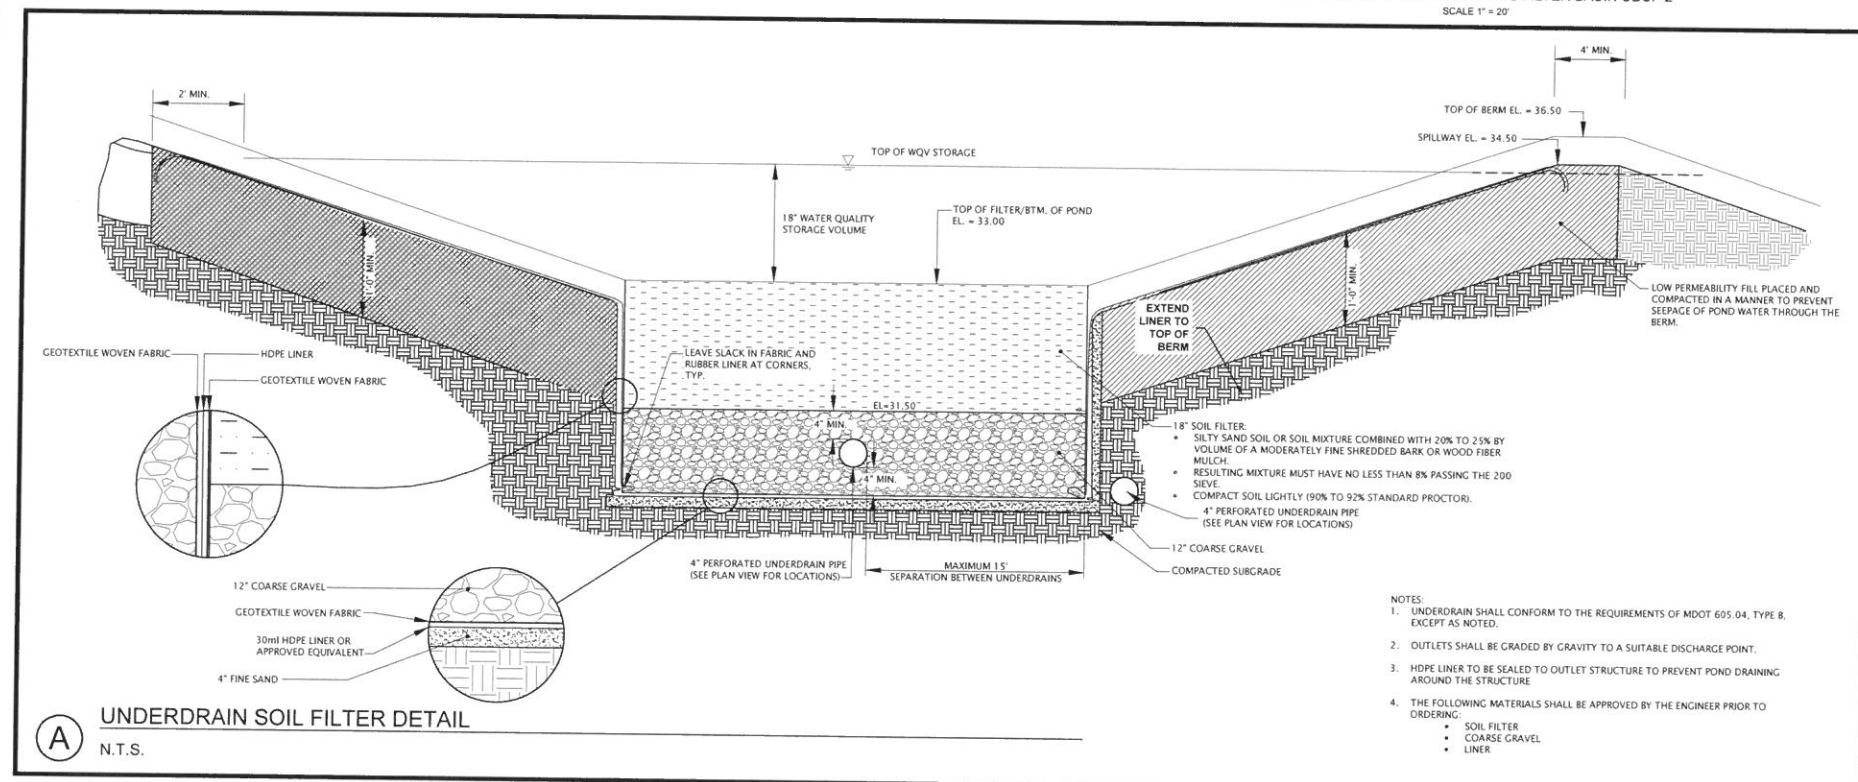 SCALE 1" = 20'
4' MIN.
2' MIN.
TOP OF BERM EL. = 36.50
SPILLWAY EL. = 34.50
TOP OF WQV STORAGE
18" WATER QUALITY
STORAGE VOLUME
TOP OF FILTER/BTM. OF POND
EL. = 33.00
1'-0" MIN.
1'-0" MIN.
LOW PERMEABILITY FILL PLACED AND
COMPACTED IN A MANNER TO PREVENT
SEEPAGE OF POND WATER THROUGH THE
BERM.
EXTEND
LINER TO
TOP OF
BERM
GEOTEXTILE WOVEN FABRIC
HDPE LINER
GEOTEXTILE WOVEN FABRIC
LEAVE SLACK IN FABRIC AND
RUBBER LINER AT CORNERS,
TYP.
EL=31.50
4" MIN.
4" MIN.
18" SOIL FILTER:
• SILTY SAND SOIL OR SOIL MIXTURE COMBINED WITH 20% TO 25% BY
VOLUME OF A MODERATELY FINE SHREDDED BARK OR WOOD FIBER
MULCH.
• RESULTING MIXTURE MUST HAVE NO LESS THAN 8% PASSING THE 200
SIEVE.
• COMPACT SOIL LIGHTLY (90% TO 92% STANDARD PROCTOR).
4" PERFORATED UNDERDRAIN PIPE
(SEE PLAN VIEW FOR LOCATIONS)
12" COARSE GRAVEL
COMPACTED SUBGRADE
4" PERFORATED UNDERDRAIN PIPE
(SEE PLAN VIEW FOR LOCATIONS)
MAXIMUM 15'
SEPARATION BETWEEN UNDERDRAINS
12" COARSE GRAVEL
GEOTEXTILE WOVEN FABRIC
30ml HDPE LINER OR
APPROVED EQUIVALENT
4" FINE SAND
NOTES:
1. UNDERDRAIN SHALL CONFORM TO THE REQUIREMENTS OF MDOT 605.04, TYPE B,
EXCEPT AS NOTED.
2. OUTLETS SHALL BE GRADED BY GRAVITY TO A SUITABLE DISCHARGE POINT.
3. HDPE LINER TO BE SEALED TO OUTLET STRUCTURE TO PREVENT POND DRAINING
AROUND THE STRUCTURE
4. THE FOLLOWING MATERIALS SHALL BE APPROVED BY THE ENGINEER PRIOR TO
ORDERING:
• SOIL FILTER
• COARSE GRAVEL
• LINER
A
UNDERDRAIN SOIL FILTER DETAIL
N.T.S.